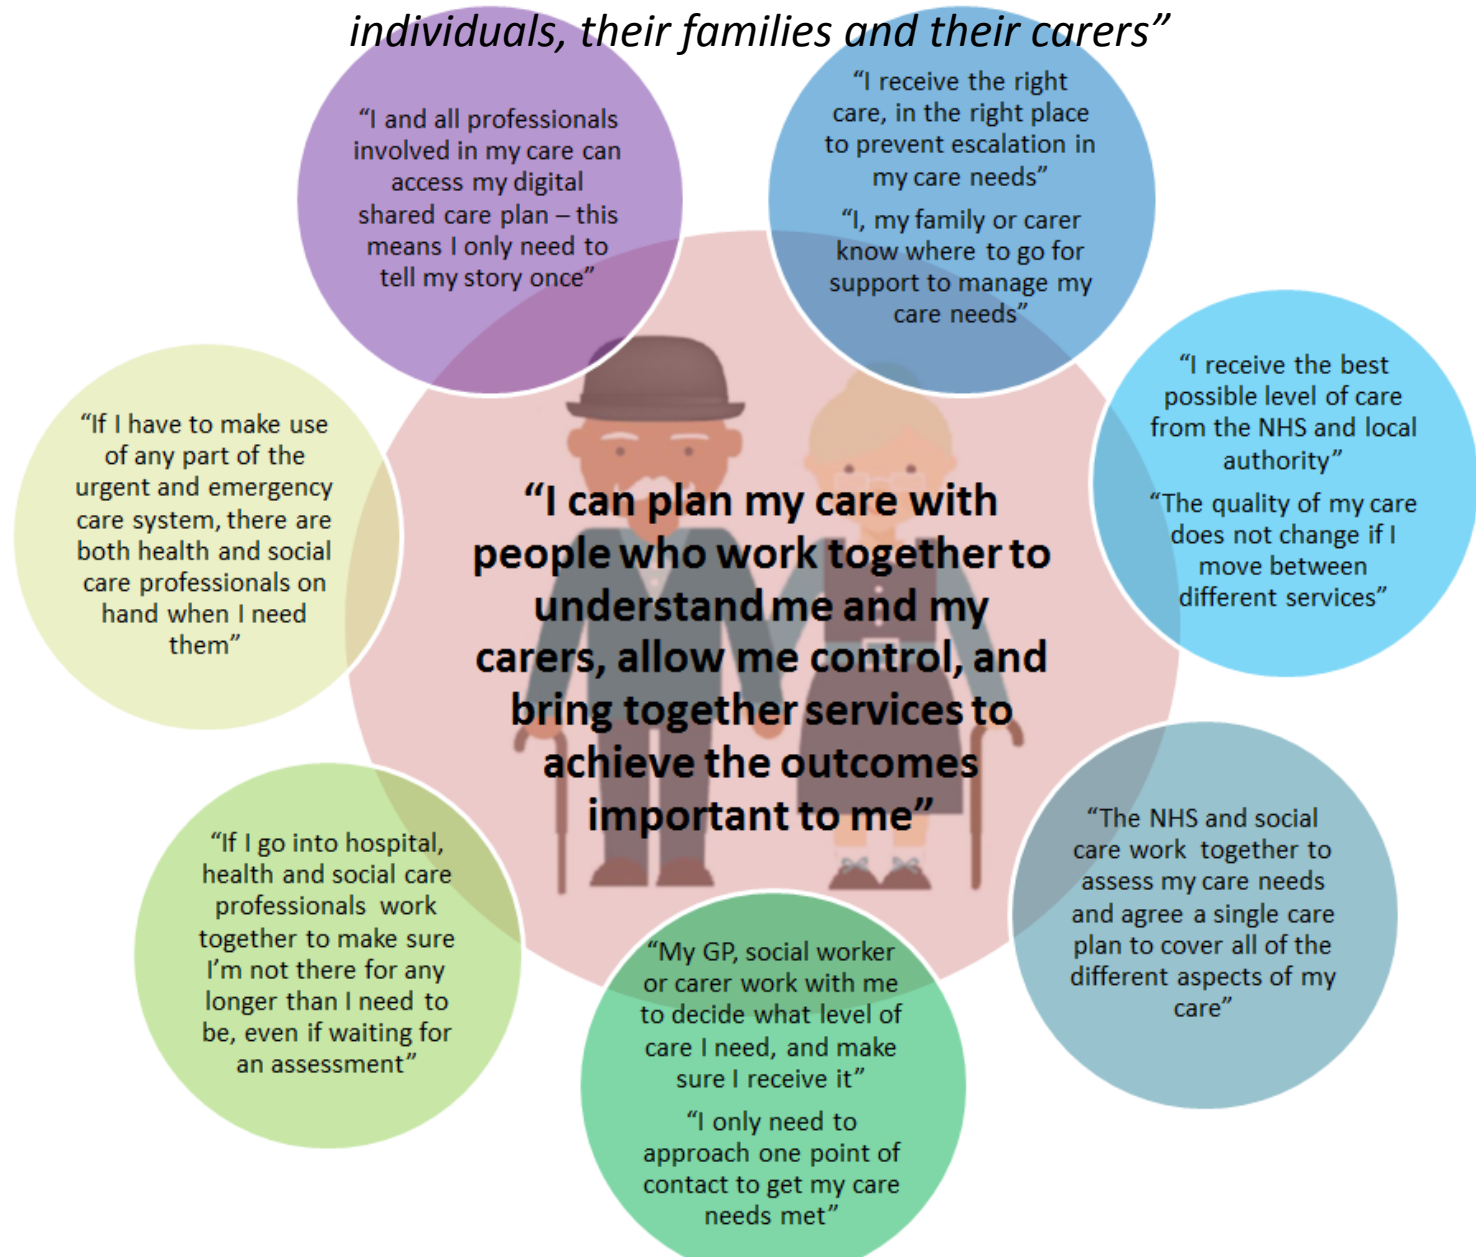 individuals, their families and their carers”
“I and all professionals
involved in my care can
access my digital
shared care plan – this
means I only need to
tell my story once”
“I receive the right
care, in the right place
to prevent escalation in
my care needs”
“I, my family or carer
know where to go for
support to manage my
care needs”
“I receive the best
possible level of care
from the NHS and local
authority”
“The quality of my care
does not change if I
move between
different services”
“If I have to make use
of any part of the
urgent and emergency
care system, there are
both health and social
care professionals on
hand when I need
them”
“I can plan my care with
people who work together to
understand me and my
carers, allow me control, and
bring together services to
achieve the outcomes
important to me”
“The NHS and social
care work together to
assess my care needs
and agree a single care
plan to cover all of the
different aspects of my
care”
“If I go into hospital,
health and social care
professionals work
together to make sure
I’m not there for any
longer than I need to
be, even if waiting for
an assessment”
“My GP, social worker
or carer work with me
to decide what level of
care I need, and make
sure I receive it”
“I only need to
approach one point of
contact to get my care
needs met”